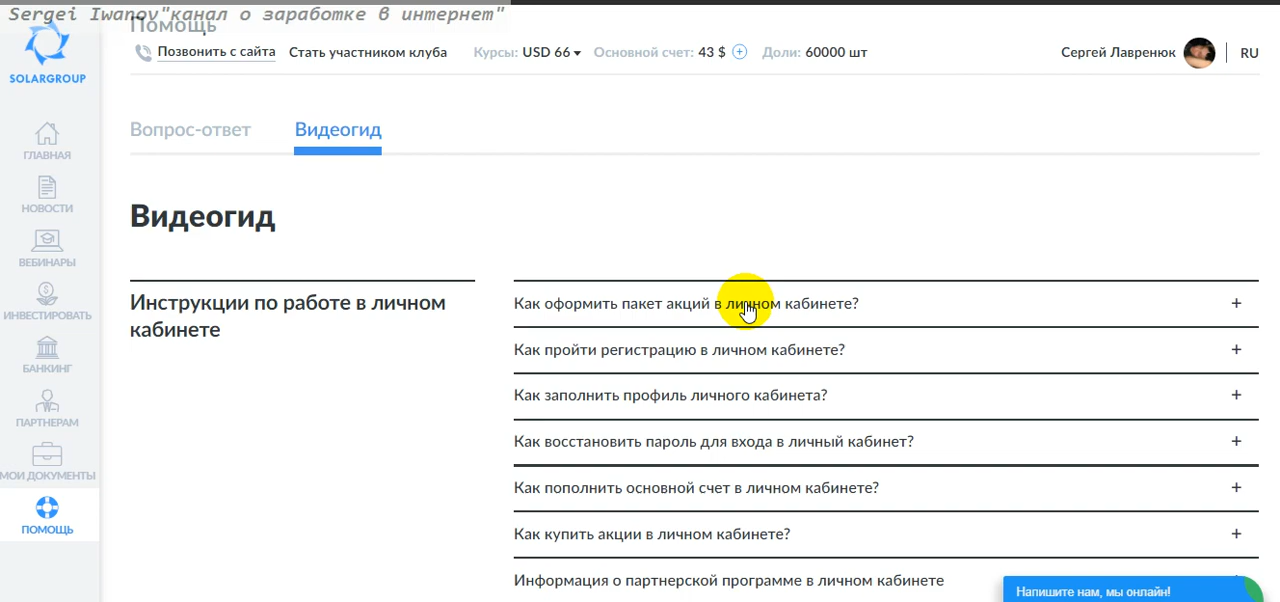 Sergei Iwanov"канал о заработке в интернет"
Помощь
SOLARGROUP
Позвонить с сайта Стать участником клуба Курсы: USD 66 Основной счет: 43 $ Доли: 60000 шт Сергей Лавренюк RU
Вопрос-ответ Видеогид
ГЛАВНАЯ
НОВОСТИ
ВЕБИНАРЫ
ИНВЕСТИРОВАТЬ
БАНКИНГ
ПАРТНЕРАМ
МОИ ДОКУМЕНТЫ
ПОМОЩЬ
Видеогид
Инструкции по работе в личном
кабинете
Как оформить пакет акций в личном кабинете? +
Как пройти регистрацию в личном кабинете? +
Как заполнить профиль личного кабинета? +
Как восстановить пароль для входа в личный кабинет? +
Как пополнить основной счет в личном кабинете? +
Как купить акции в личном кабинете? +
Информация о партнерской программе в личном кабинете
Напишите нам, мы онлайн!